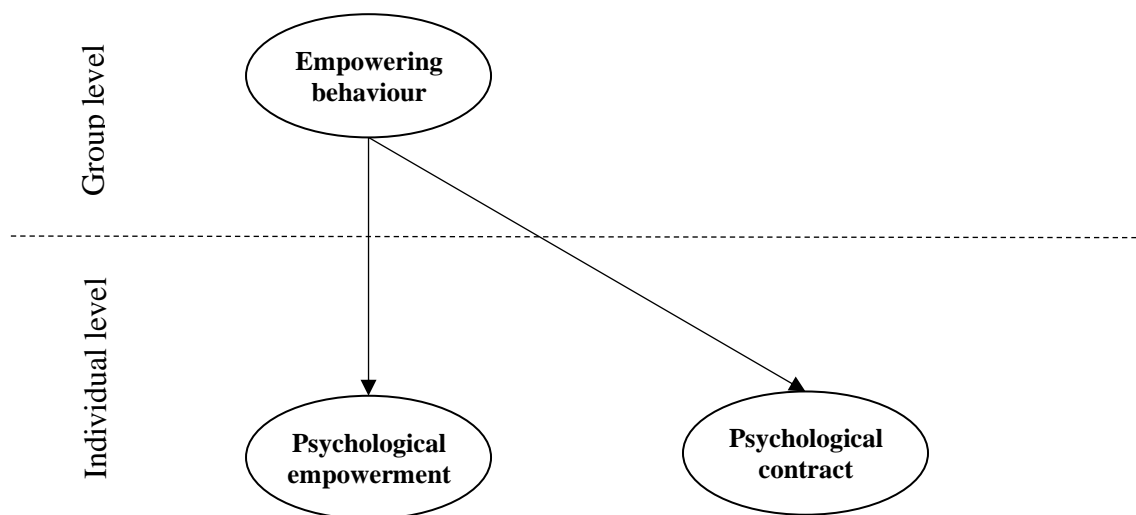 Group level
Empowering
behaviour
Individual level
Psychological
empowerment
Psychological
contract